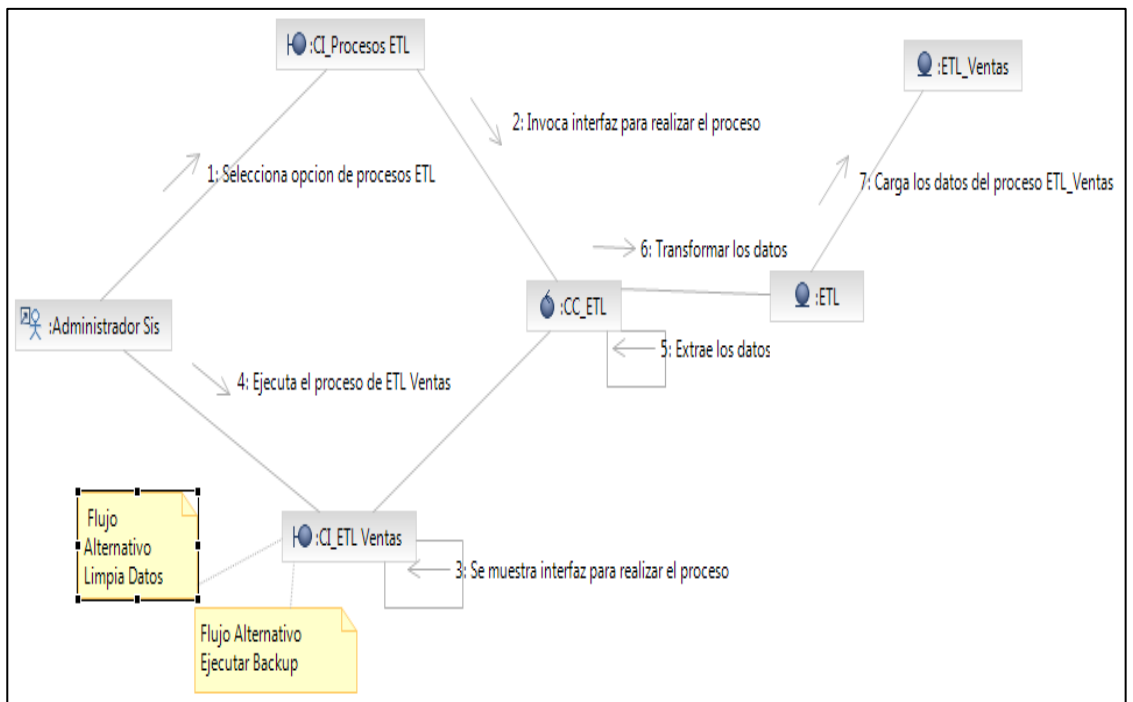 :CI_Procesos ETL
:ETL_Ventas
2: Invoca interfaz para realizar el proceso
1: Selecciona opcion de procesos ETL
7: Carga los datos del proceso ETL_Ventas
6: Transformar los datos
:CC_ETL
:ETL
:Administrador Sis
5: Extrae los datos
4: Ejecuta el proceso de ETL Ventas
Flujo
Alternativo
Limpia Datos
:CI_ETL Ventas
3: Se muestra interfaz para realizar el proceso
Flujo Alternativo
Ejecutar Backup